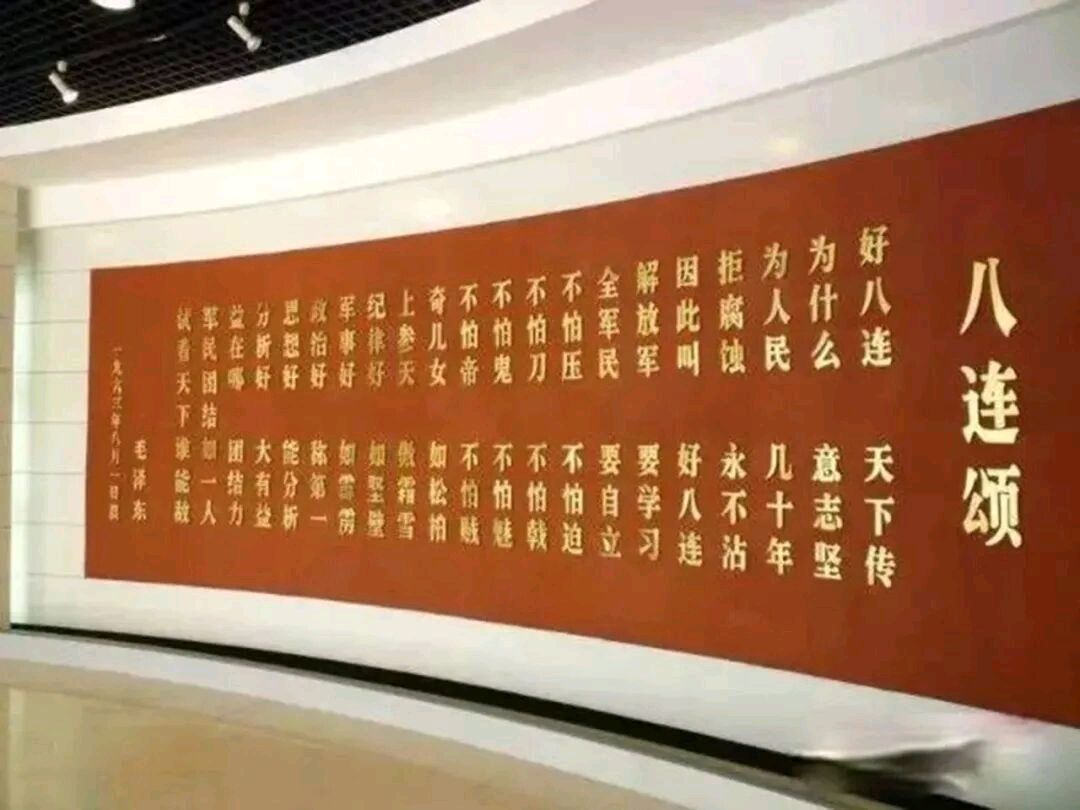 八连颂
好八连 天下传
为什么 意志坚
为人民 几十年
拒腐蚀 永不沾
因此叫 好八连
解放军 要学习
全军民 要自立
不怕压 不怕迫
不怕刀 不怕戟
不怕鬼 不怕魅
不怕帝 不怕贼
奇儿女 如松柏
上参天 傲霜雪
纪律好 如坚壁
军事好 如霹雳
政治好 称第一
思想好 能分析
分析好 大有益
益在哪 团结力
军民团结如一人
试看天下谁能敌
毛泽东
一九六三年八月一日晨